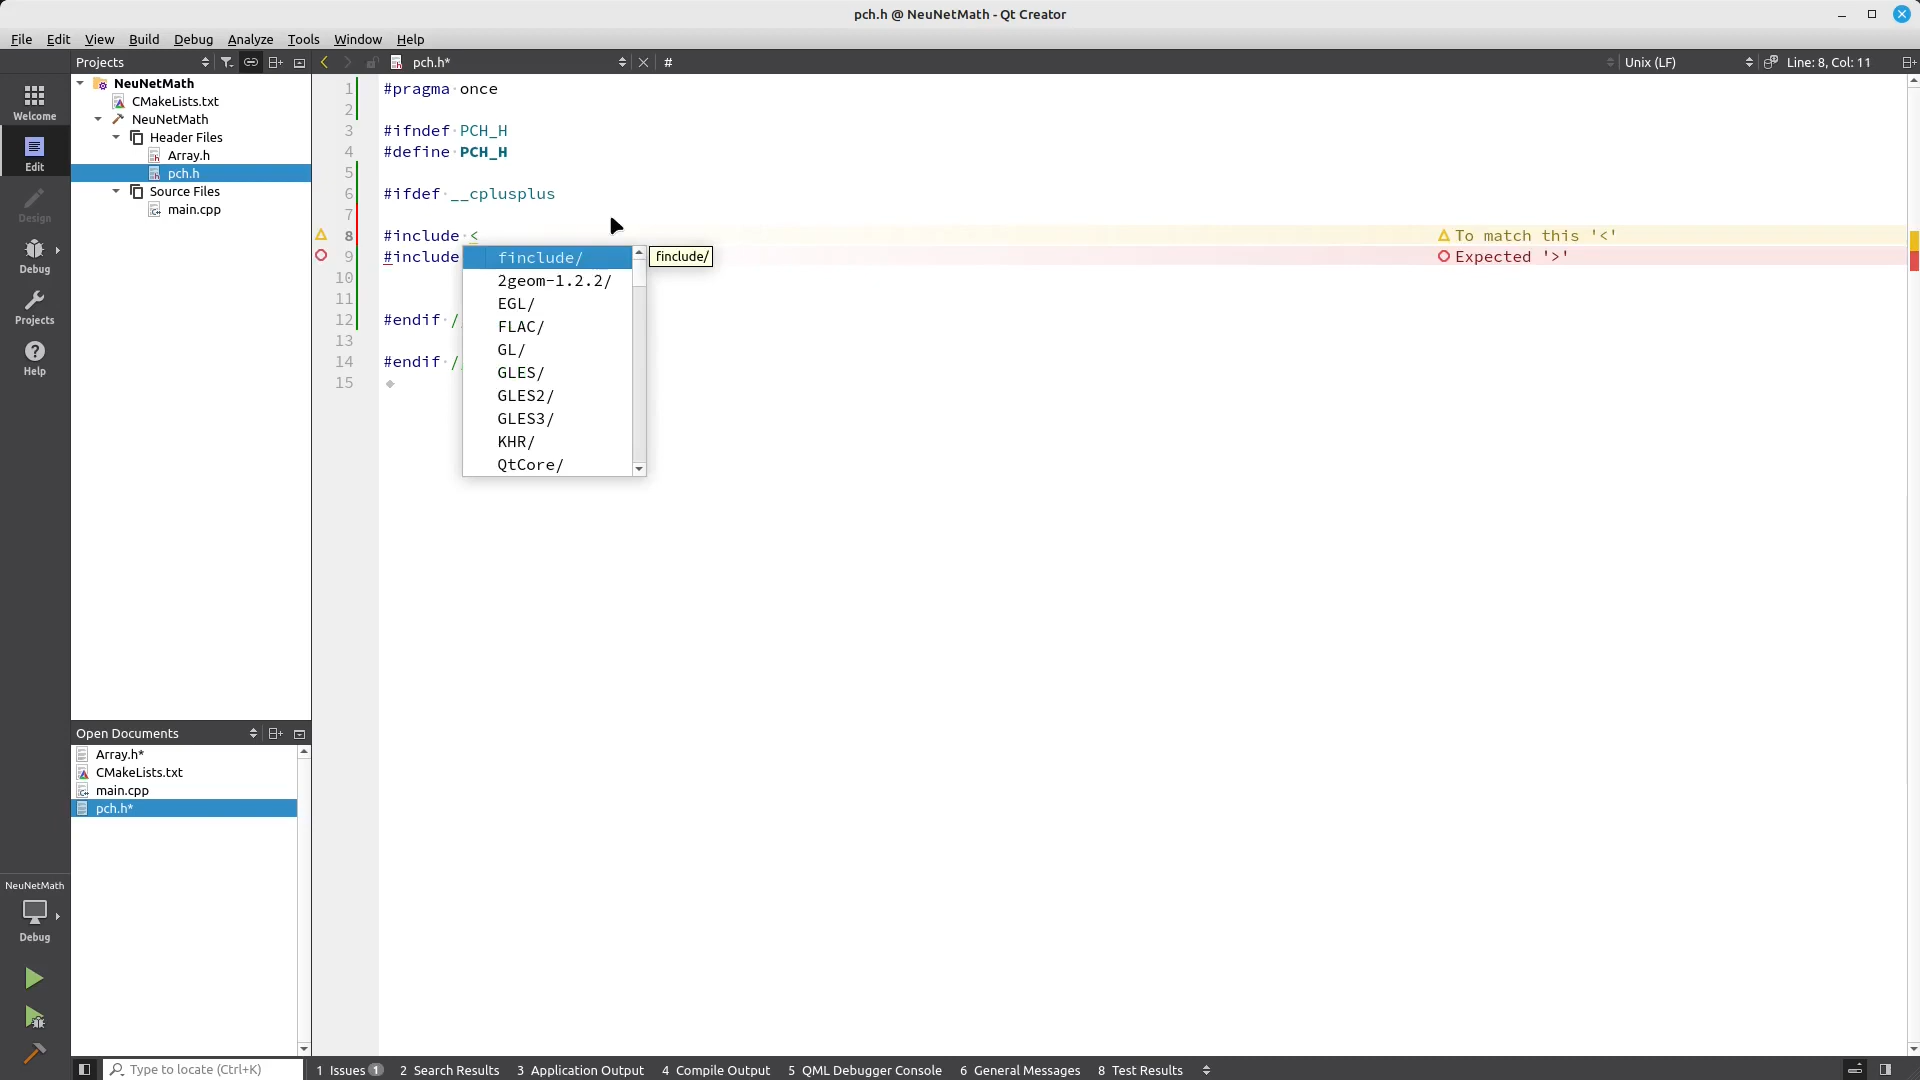 pch.h @ NeuNetMath - Qt Creator
File Edit View Build Debug Analyze Tools Window Help
Projects pch.h* # Unix (LF) Line: 8, Col: 11
Welcome
Edit
Design
Debug
Projects
Help
NeuNetMath
CMakeLists.txt
NeuNetMath
Header Files
Array.h
pch.h
Source Files
main.cpp
1 #pragma once
2
3 #ifndef PCH_H
4 #define PCH_H
5
6 #ifdef __cplusplus
7
8 #include < To match this '<'
9 #include Expected '>'
10
11
12 #endif /
13
14 #endif /
15
finclude/
2geom-1.2.2/
EGL/
FLAC/
GL/
GLES/
GLES2/
GLES3/
KHR/
QtCore/
finclude/
Open Documents
Array.h*
CMakeLists.txt
main.cpp
pch.h*
NeuNetMath
Debug
Type to locate (Ctrl+K) 1 Issues 1 2 Search Results 3 Application Output 4 Compile Output 5 QML Debugger Console 6 General Messages 8 Test Results